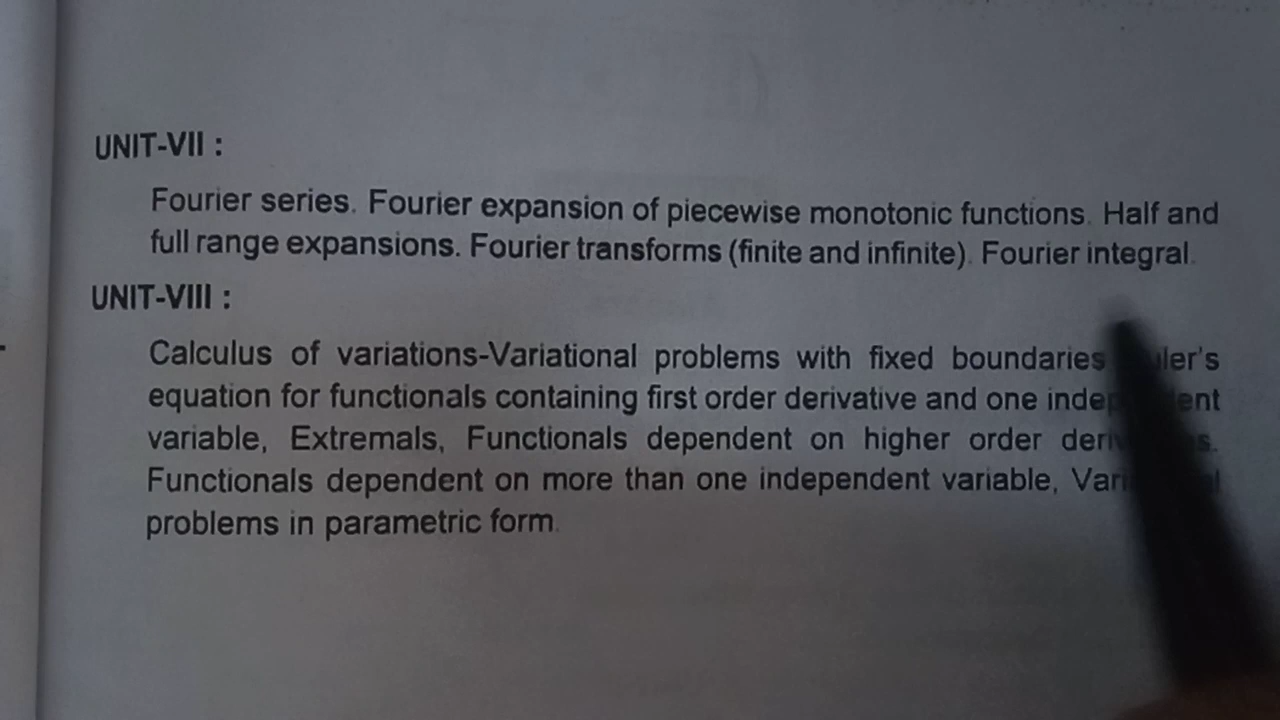 UNIT-VII :
Fourier series. Fourier expansion of piecewise monotonic functions. Half and
full range expansions. Fourier transforms (finite and infinite). Fourier integral.
UNIT-VIII :
Calculus of variations-Variational problems with fixed boundaries
equation for functionals containing first order derivative and one
variable, Extremals, Functionals dependent on higher order
Functionals dependent on more than one independent variable,
problems in parametric form.